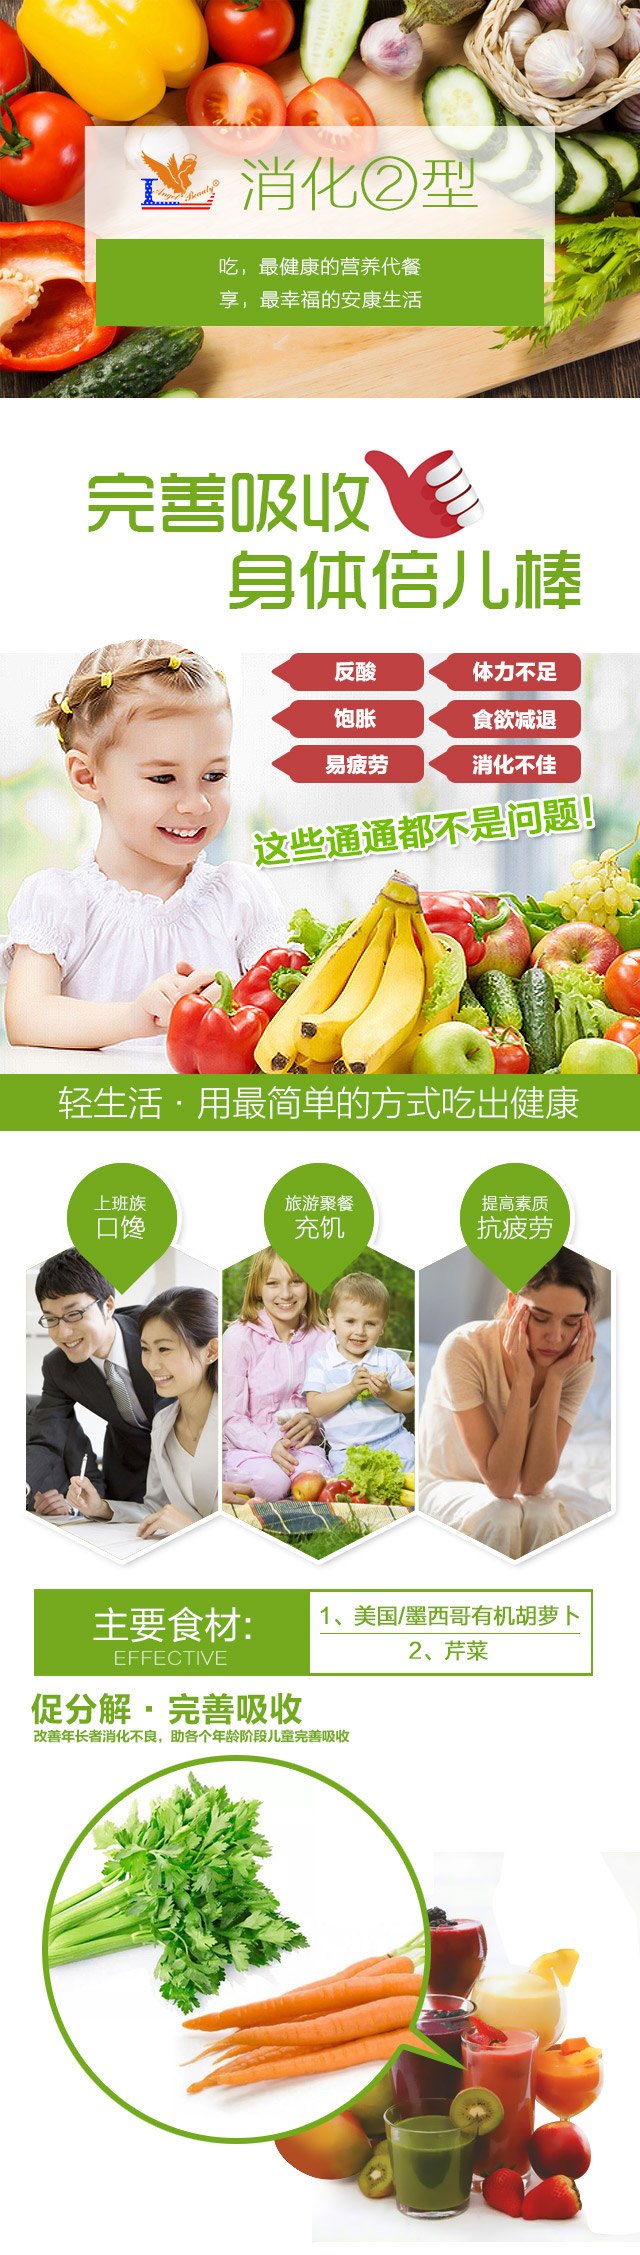 Angel Beauty®
消化②型
吃，最健康的营养代餐
享，最幸福的安康生活
完善吸收
身体倍儿棒
反酸
体力不足
饱胀
食欲减退
易疲劳
消化不佳
这些通通都不是问题！
轻生活·用最简单的方式吃出健康
上班族
口馋
旅游聚餐
充饥
提高素质
抗疲劳
主要食材：
EFFECTIVE
1、美国/墨西哥有机胡萝卜
2、芹菜
促分解·完善吸收
改善年长者消化不良，助各个年龄阶段儿童完善吸收